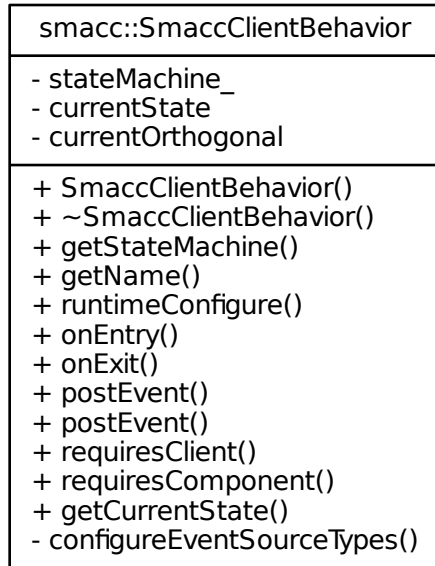 smacc::SmaccClientBehavior
- stateMachine_
- currentState
- currentOrthogonal
+ SmaccClientBehavior()
+ ~SmaccClientBehavior()
+ getStateMachine()
+ getName()
+ runtimeConfigure()
+ onEntry()
+ onExit()
+ postEvent()
+ postEvent()
+ requiresClient()
+ requiresComponent()
+ getCurrentState()
- configureEventSourceTypes()